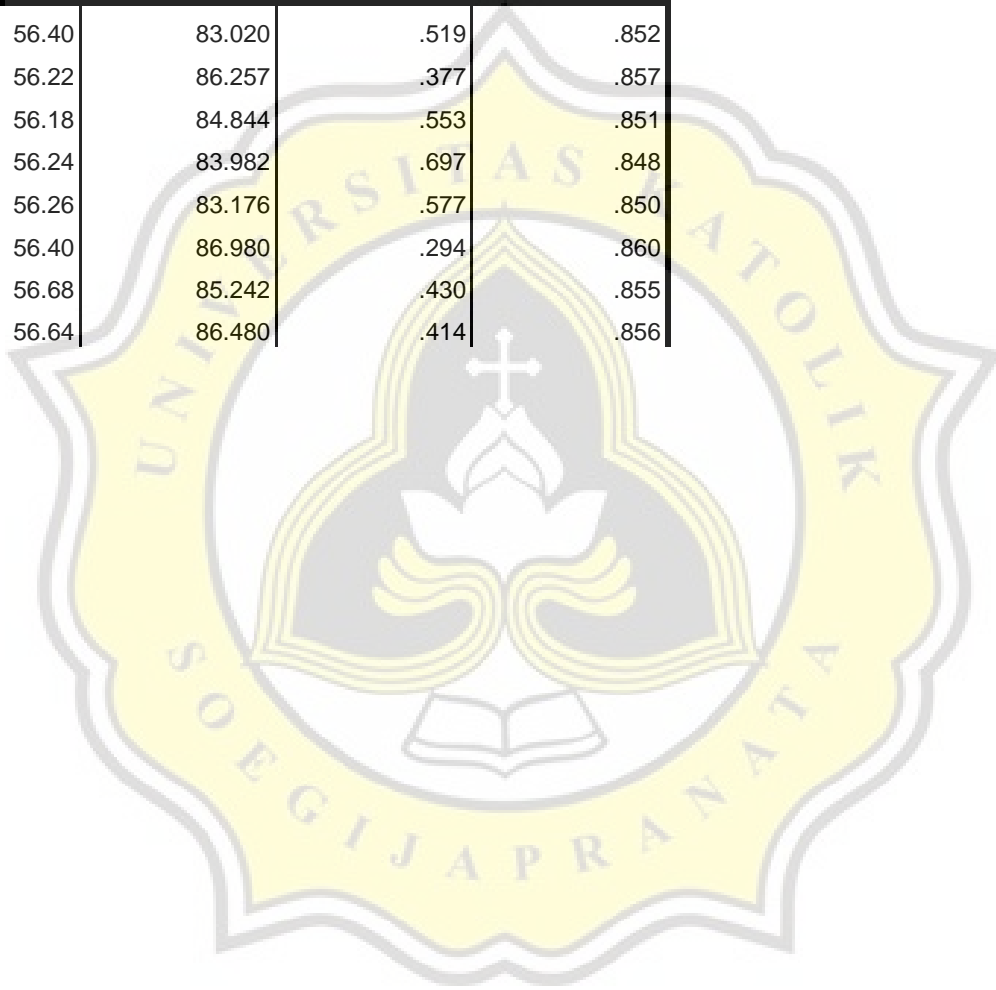 56.40 83.020 .519 .852
56.22 86.257 .377 .857
56.18 84.844 .553 .851
56.24 83.982 .697 .848
56.26 83.176 .577 .850
56.40 86.980 .294 .860
56.68 85.242 .430 .855
56.64 86.480 .414 .856
UNIVERSITAS KATOLIK
SOEGIJAPRANATA